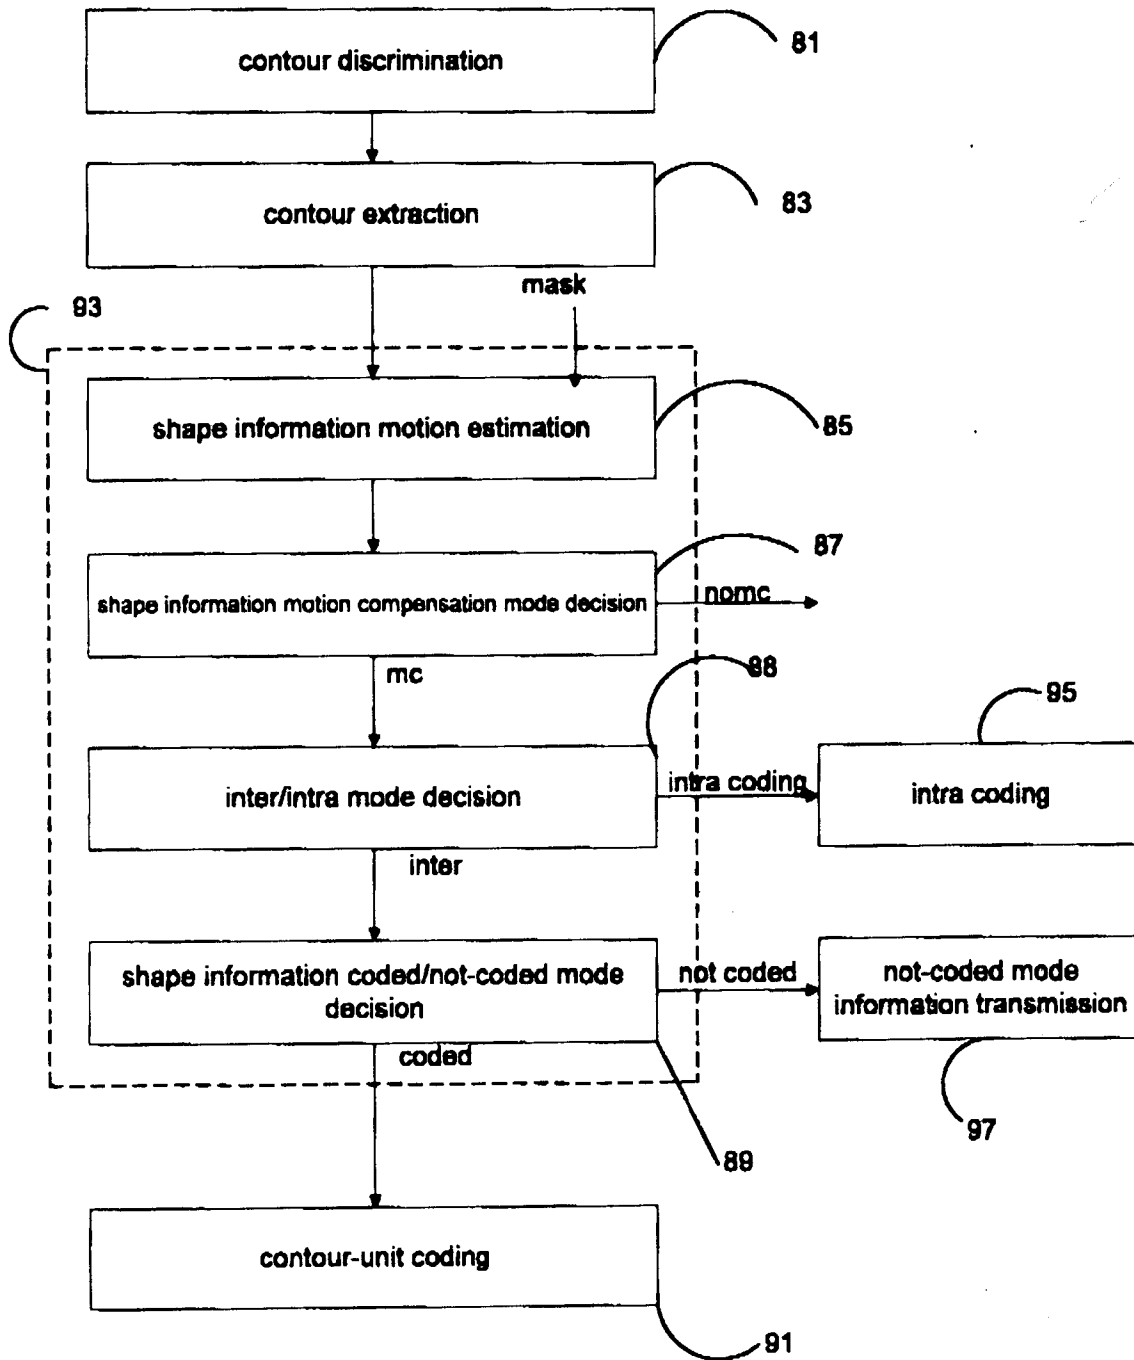 contour discrimination
81
contour extraction
83
mask
93
shape information motion estimation
85
87
shape information motion compensation mode decision
nomc
mc
88
95
inter/intra mode decision
intra coding
intra coding
inter
shape information coded/not-coded mode
decision
not coded
not-coded mode
information transmission
coded
97
89
contour-unit coding
91